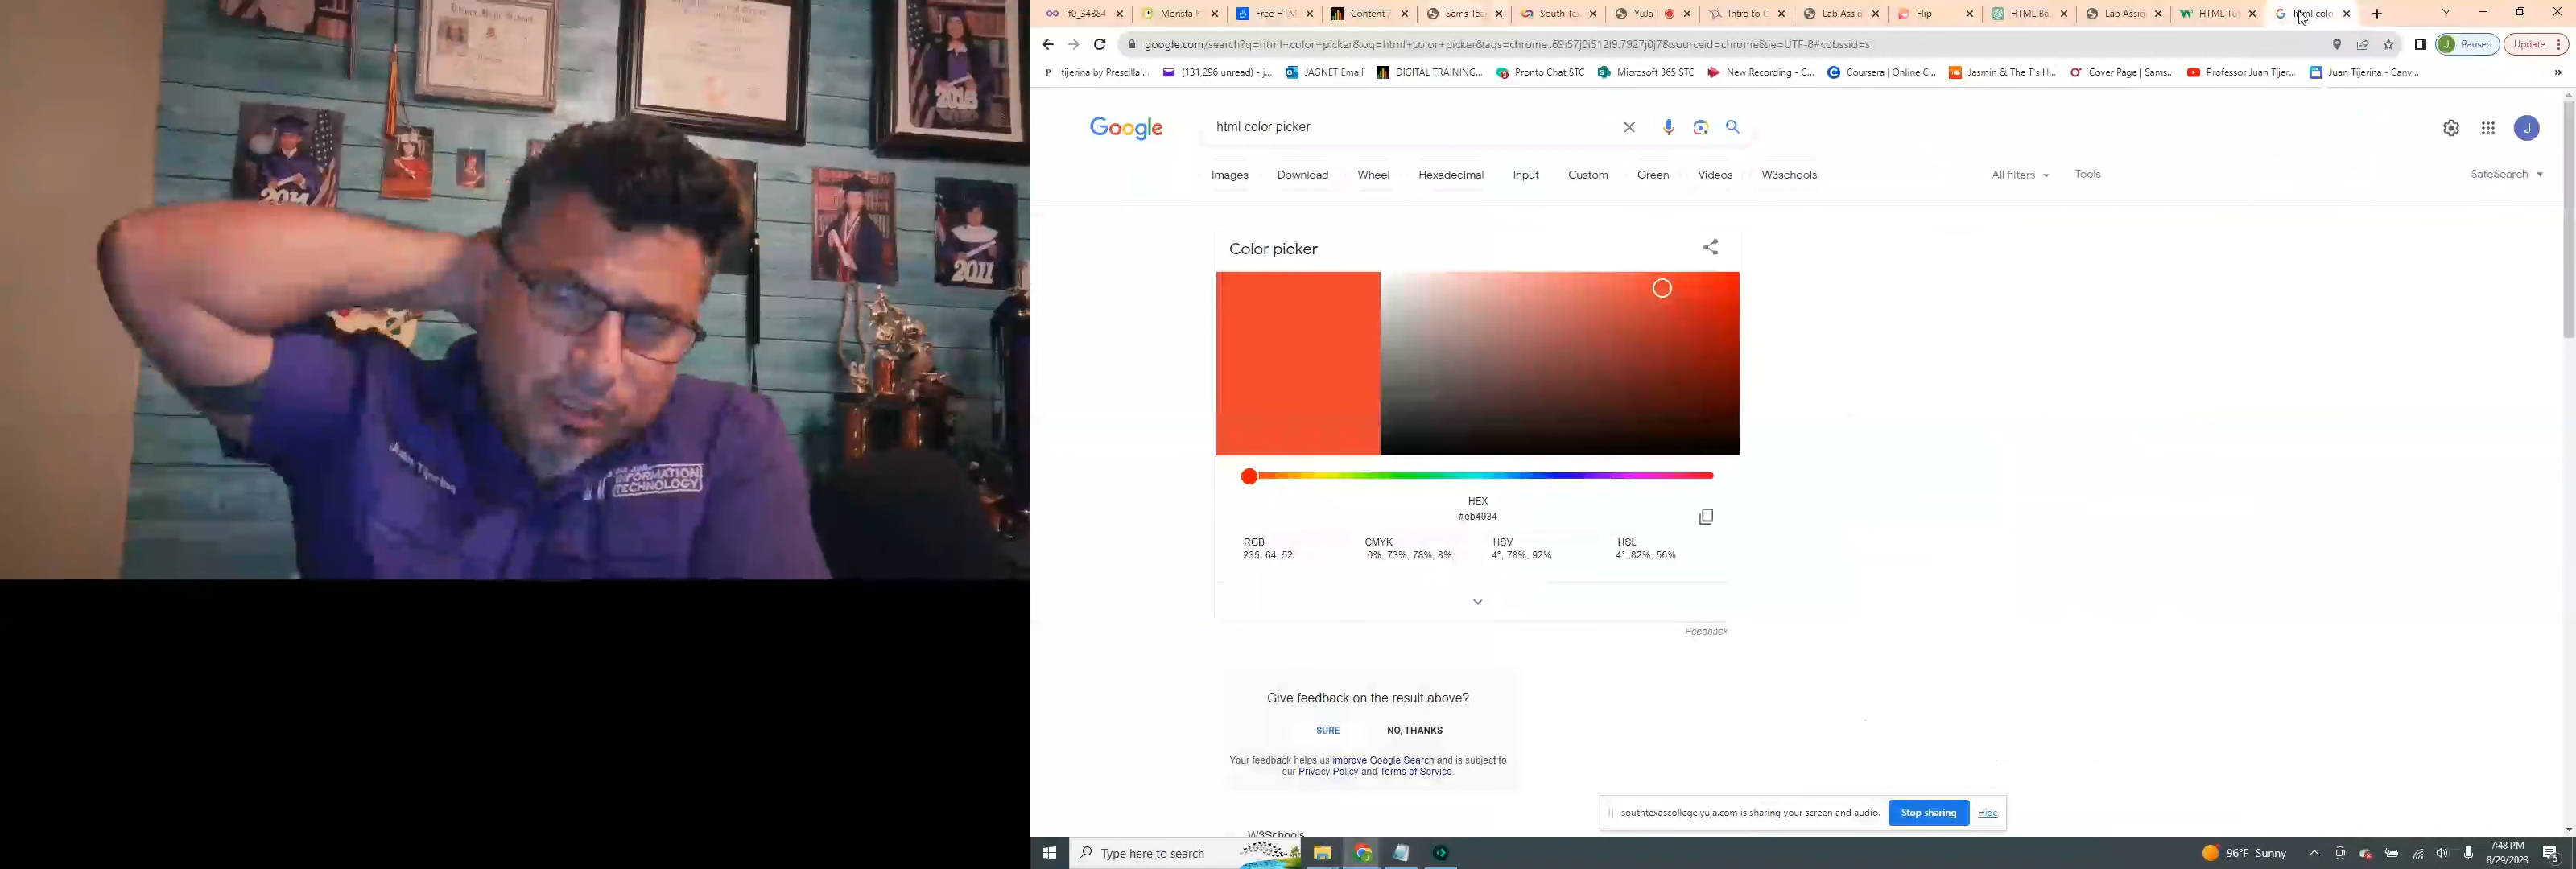 2014
2018
2011
INFORMATION
TECHNOLOGY
Free HTM
South Te
YuJa
Intro to C
Lab Assig
Flip
HTML Ba
Lab Assig
HTML Tu
html colo
google.com/search?q=html+color+picker&oq=html+color+picker&aqs=chrome..69i57j0i512l9.7927j0j7&sourceid=chrome&ie=UTF-8#cobssid=s
Paused
Update
tijerina by Prescilla'...
(131,296 unread) - j...
JAGNET Email
DIGITAL TRAINING...
Pronto Chat STC
Microsoft 365 STC
New Recording - C...
Coursera | Online C...
Jasmin & The T's H...
Cover Page | Sams...
Professor Juan Tijer...
Juan Tijerina - Canv...
»
Google
html color picker
J
Images
Download
Wheel
Hexadecimal
Input
Custom
Green
Videos
W3schools
All filters
Tools
SafeSearch
Color picker
HEX
#eb4034
RGB
CMYK
HSV
HSL
235, 64, 52
0%, 73%, 78%, 8%
4°, 78%, 92%
4°, 82%, 56%
Feedback
Give feedback on the result above?
SURE
NO, THANKS
Your feedback helps us improve Google Search and is subject to
our Privacy Policy and Terms of Service.
W3Schools
southtexascollege.yuja.com is sharing your screen and audio.
Stop sharing
Hide
Type here to search
96°F Sunny
7:48 PM
8/29/2023
5